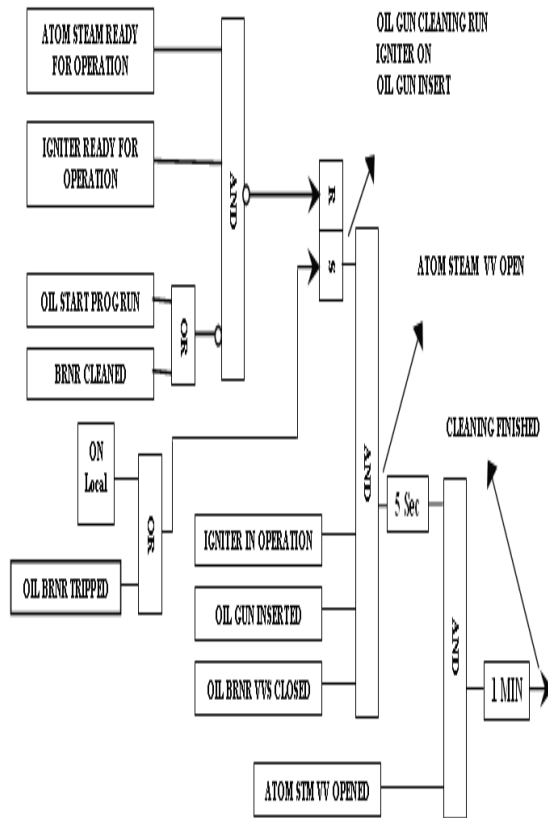 ATOM STEAM READY
FOR OPERATION
OIL GUN CLEANING RUN
IGNITER ON
OIL GUN INSERT
IGNITER READY FOR
OPERATION
AND
R
S
ATOM STEAM VV OPEN
OIL START PROG RUN
OR
BRNR CLEANED
CLEANING FINISHED
ON
Local
OR
AND
5 Sec
IGNITER IN OPERATION
OIL BRNR TRIPPED
OIL GUN INSERTED
AND
OIL BRNR VVS CLOSED
1 MIN
ATOM STM VV OPENED